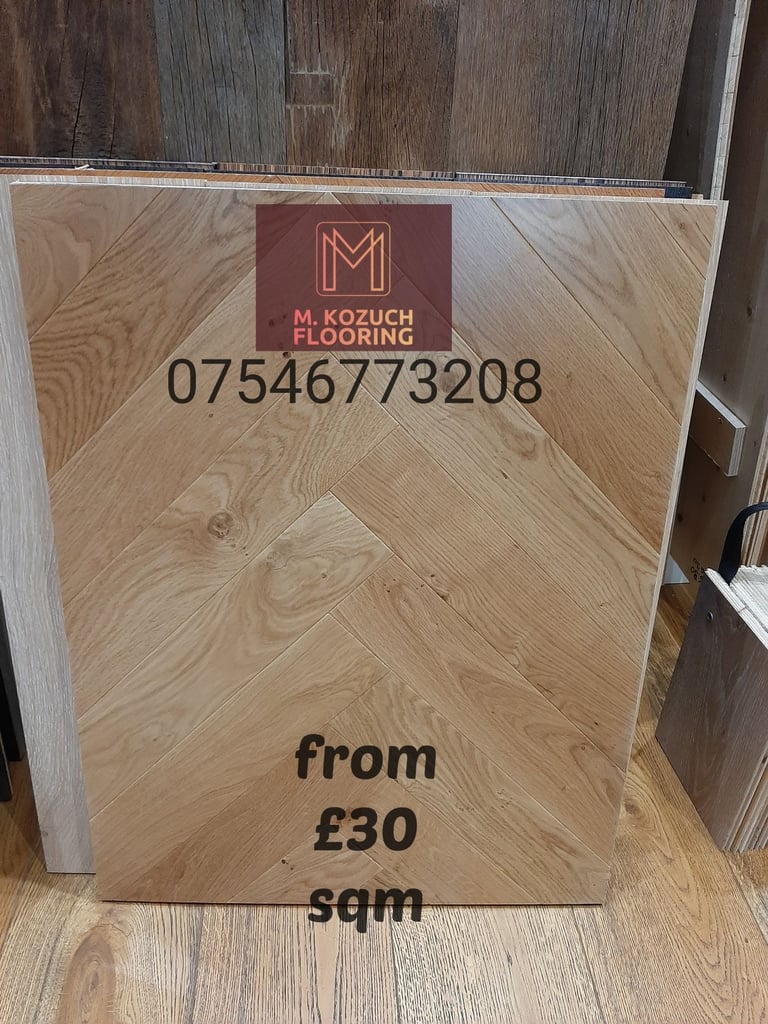 M
M. KOZUCH
FLOORING
07546773208
from
£30
sqm